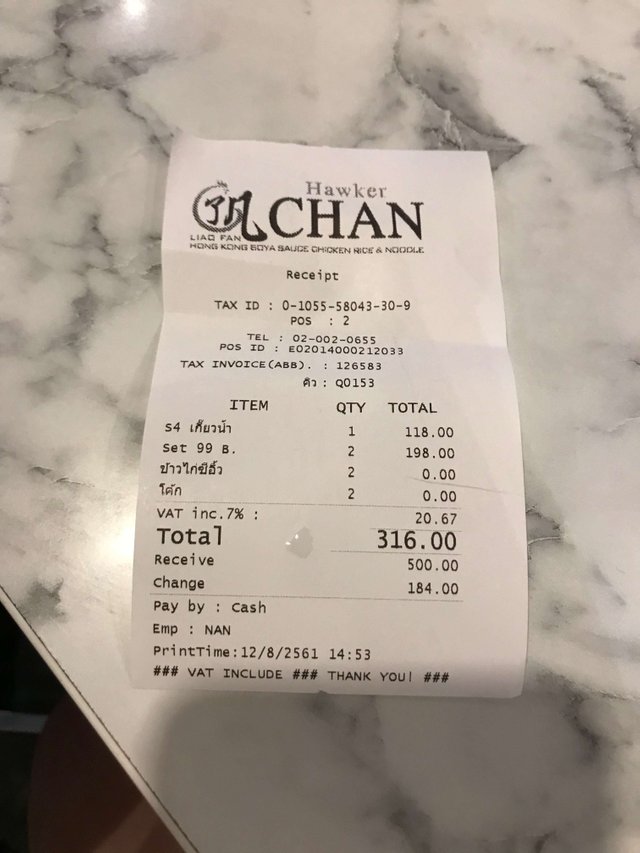 Hawker
了凡 CHAN
LIAO FAN
HONG KONG SOYA SAUCE CHICKEN RICE & NOODLE
Receipt
TAX ID : 0-1055-58043-30-9
POS : 2
TEL : 02-002-0655
POS ID : E02014000212033
TAX INVOICE(ABB). : 126583
คิว : Q0153
ITEM QTY TOTAL
S4 เกี๊ยวน้ำ 1 118.00
Set 99 B. 2 198.00
ข้าวไก่ซีอิ๊ว 2 0.00
โค้ก 2 0.00
VAT inc.7% : 20.67
Total 316.00
Receive 500.00
Change 184.00
Pay by : Cash
Emp : NAN
PrintTime:12/8/2561 14:53
### VAT INCLUDE ### THANK YOU! ###